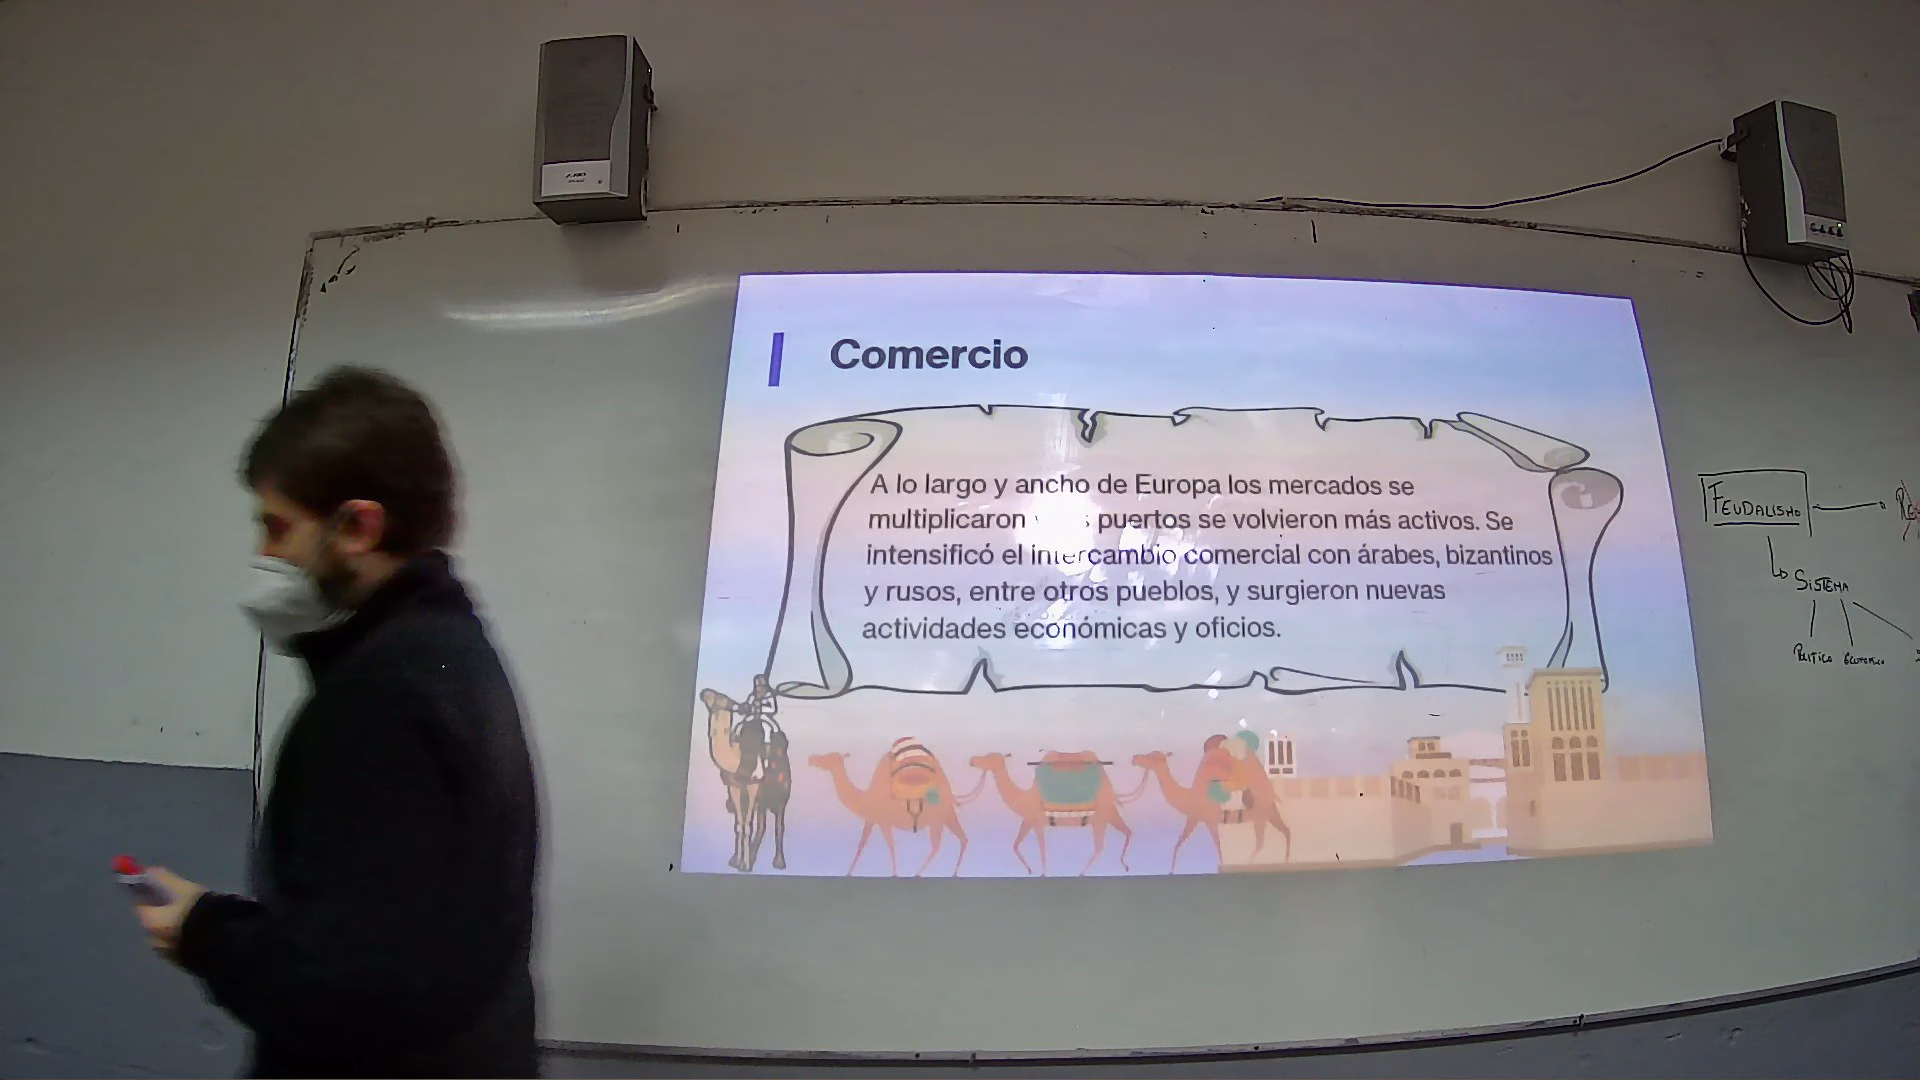 Comercio
A lo largo y ancho de Europa los mercados se
multiplicaron puertos se volvieron más activos. Se
intensificó el intercambio comercial con árabes, bizantinos
y rusos, entre otros pueblos, y surgieron nuevas
actividades económicas y oficios.
FEUDALISMO
SISTEMA
POLÍTICO